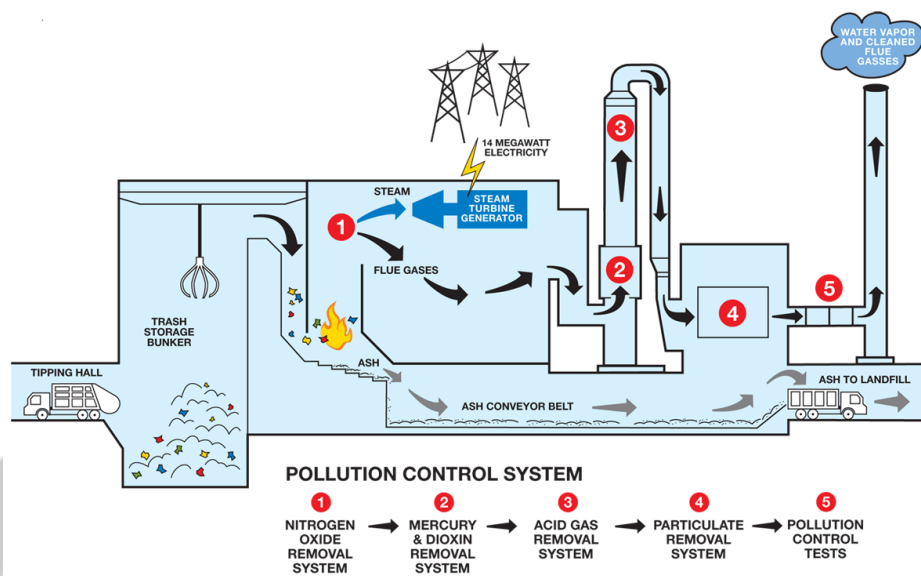 WATER VAPOR
AND CLEANED
FLUE
GASSES
14 MEGAWATT
ELECTRICITY
3
STEAM
STEAM
TURBINE
GENERATOR
1
FLUE GASES
2
5
4
TRASH
STORAGE
BUNKER
ASH
TIPPING HALL
ASH TO LANDFILL
ASH CONVEYOR BELT
POLLUTION CONTROL SYSTEM
1
NITROGEN
OXIDE
REMOVAL
SYSTEM
2
MERCURY
& DIOXIN
REMOVAL
SYSTEM
3
ACID GAS
REMOVAL
SYSTEM
4
PARTICULATE
REMOVAL
SYSTEM
5
POLLUTION
CONTROL
TESTS